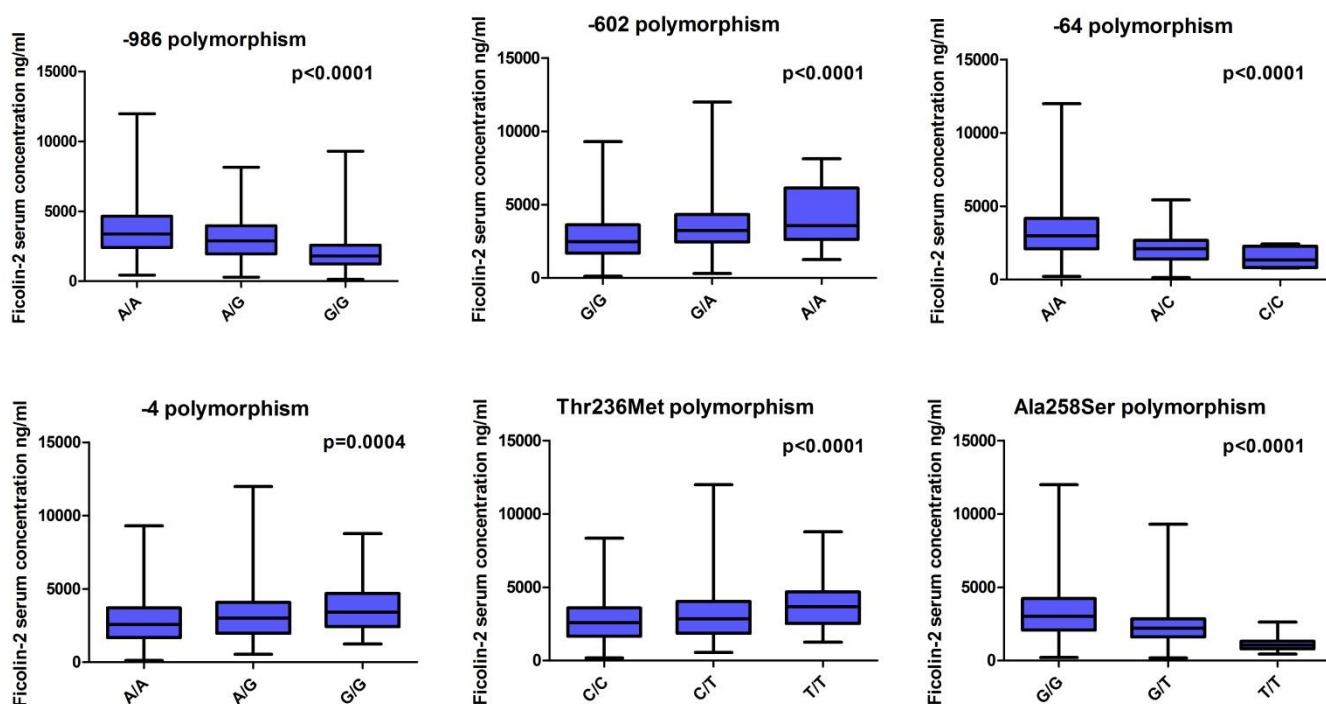 -986 polymorphism
p<0.0001
Ficolin-2 serum concentration ng/ml
15000
10000
5000
0
A/A
A/G
G/G
-602 polymorphism
p<0.0001
Ficolin-2 serum concentration ng/ml
15000
10000
5000
0
G/G
G/A
A/A
-64 polymorphism
p<0.0001
Ficolin-2 serum concentration ng/ml
15000
10000
5000
0
A/A
A/C
C/C
-4 polymorphism
p=0.0004
Ficolin-2 serum concentration ng/ml
15000
10000
5000
0
A/A
A/G
G/G
Thr236Met polymorphism
p<0.0001
Ficolin-2 serum concentration ng/ml
15000
10000
5000
0
C/C
C/T
T/T
Ala258Ser polymorphism
p<0.0001
Ficolin-2 serum concentration ng/ml
15000
10000
5000
0
G/G
G/T
T/T